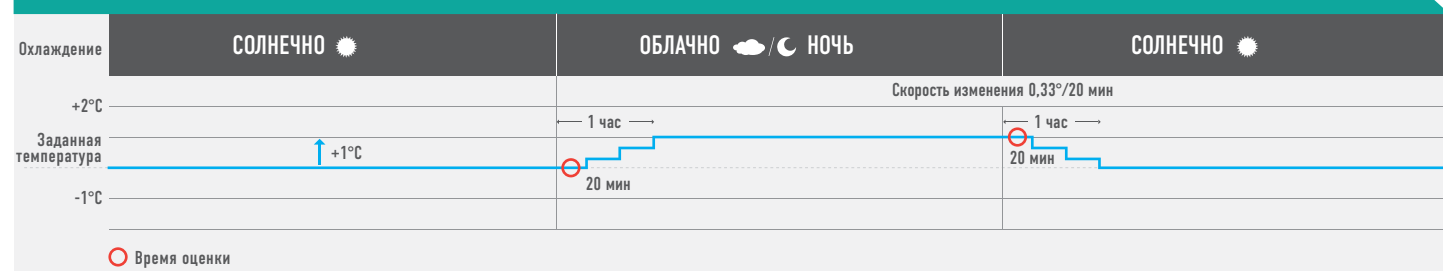 Охлаждение
СОЛНЕЧНО
ОБЛАЧНО / НОЧЬ
СОЛНЕЧНО
Скорость изменения 0,33°/20 мин
+2°C
1 час
1 час
Заданная
температура
+1°C
20 мин
20 мин
-1°C
Время оценки